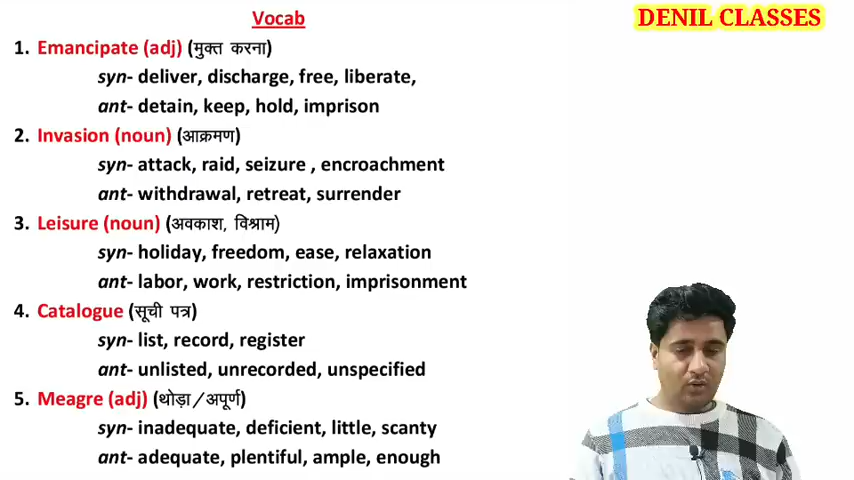 Vocab
DENIL CLASSES
1. Emancipate (adj) (मुक्त करना)
syn- deliver, discharge, free, liberate,
ant- detain, keep, hold, imprison
2. Invasion (noun) (आक्रमण)
syn- attack, raid, seizure , encroachment
ant- withdrawal, retreat, surrender
3. Leisure (noun) (अवकाश, विश्राम)
syn- holiday, freedom, ease, relaxation
ant- labor, work, restriction, imprisonment
4. Catalogue (सूची पत्र)
syn- list, record, register
ant- unlisted, unrecorded, unspecified
5. Meagre (adj) (थोड़ा/अपूर्ण)
syn- inadequate, deficient, little, scanty
ant- adequate, plentiful, ample, enough